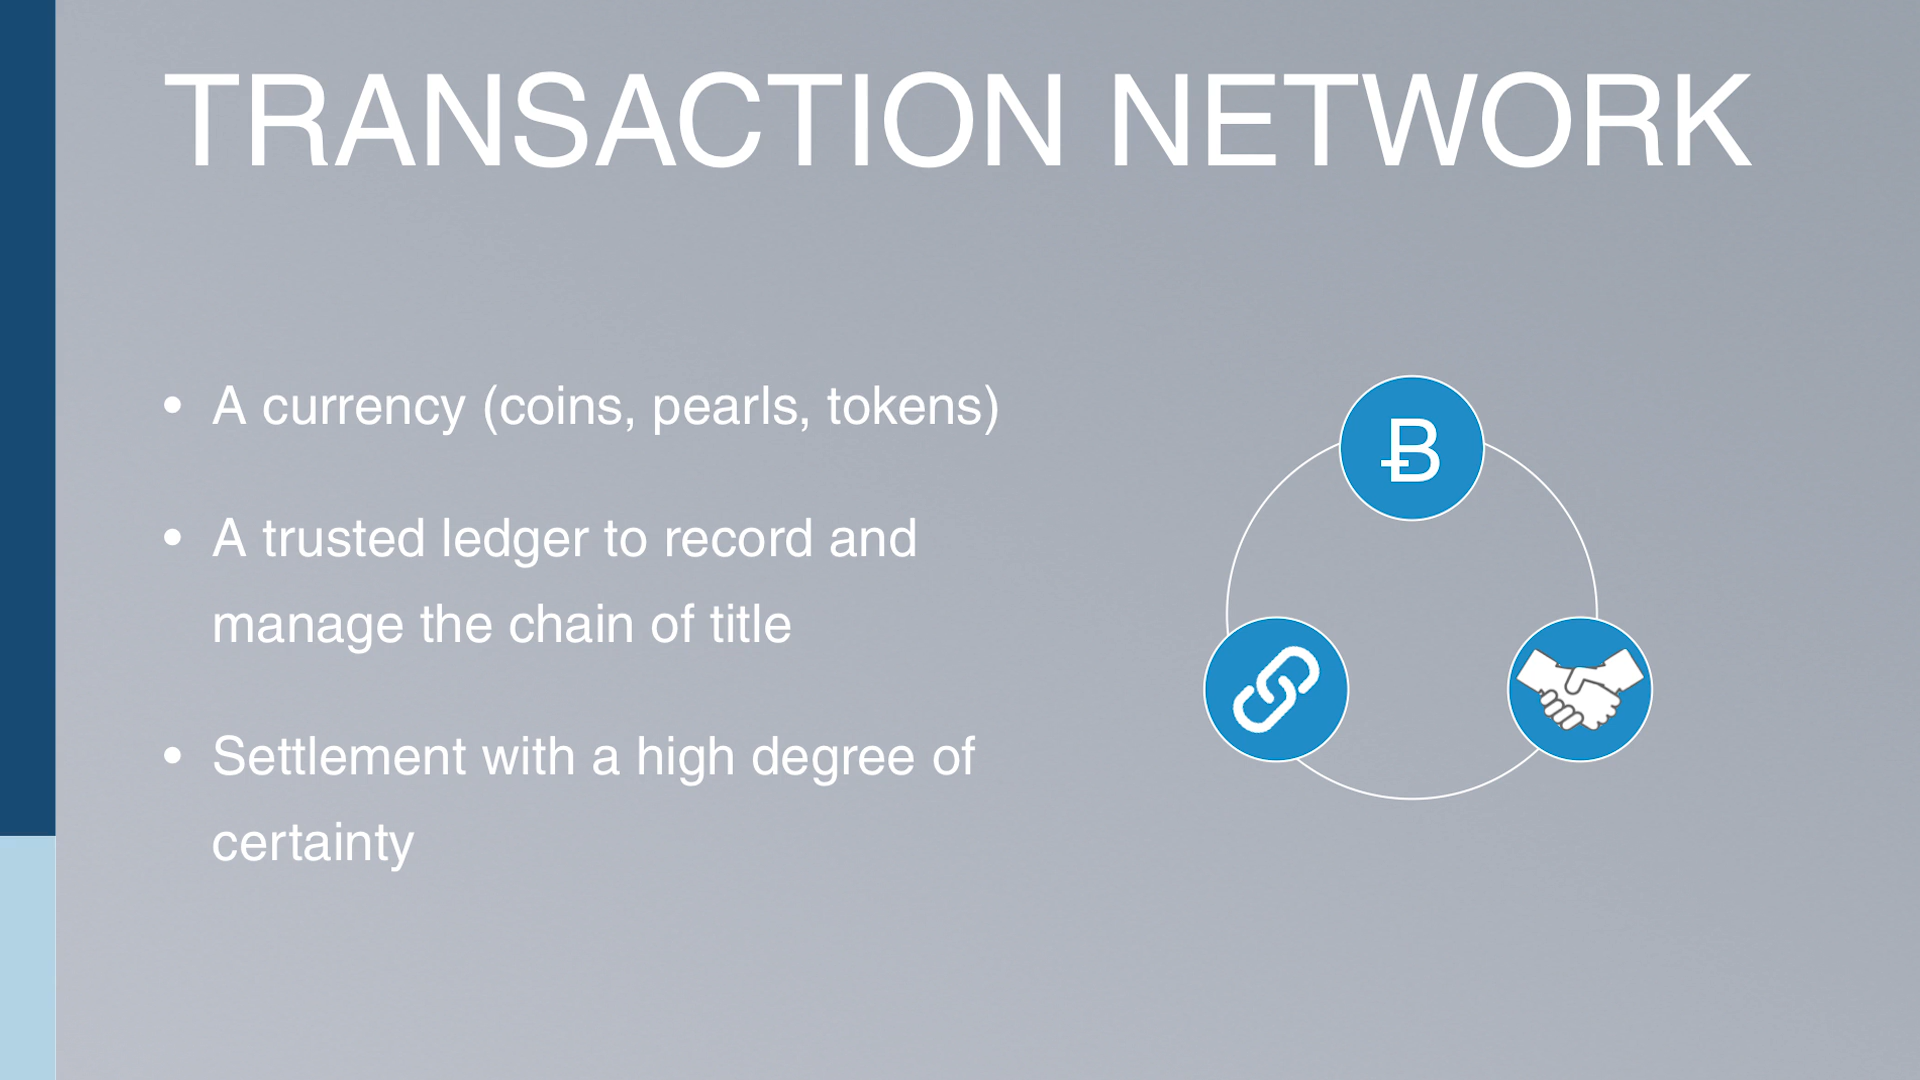 TRANSACTION NETWORK
• A currency (coins, pearls, tokens)
• A trusted ledger to record and
manage the chain of title
• Settlement with a high degree of
certainty
Ƀ